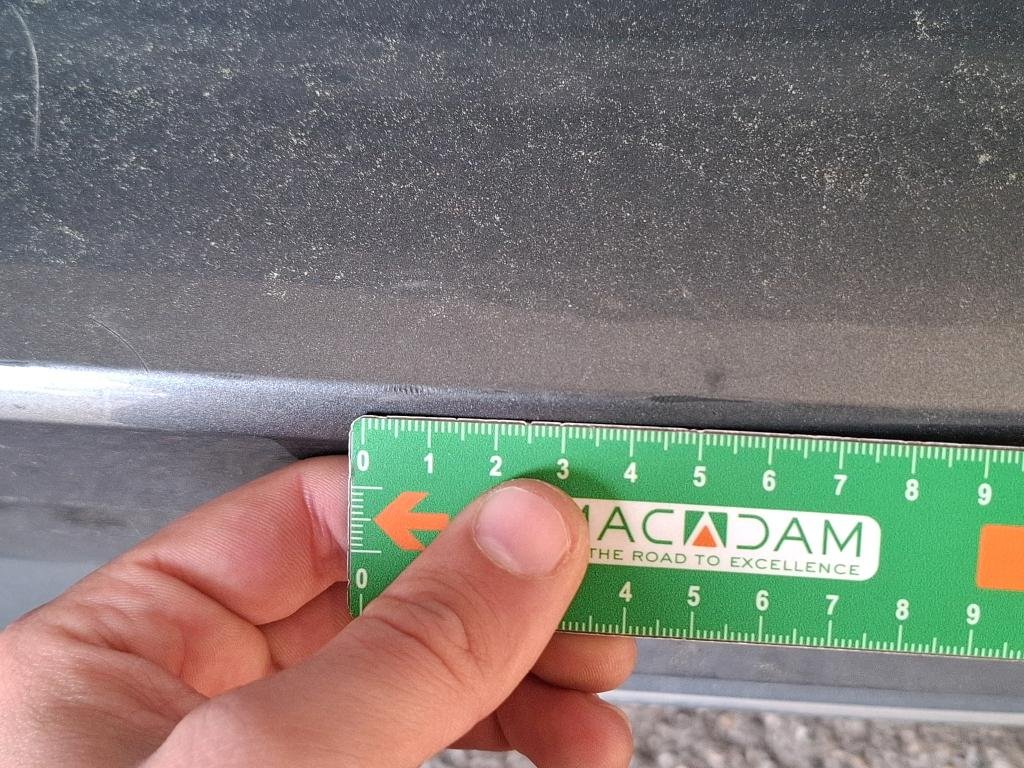 0 1 2 3 4 5 6 7 8 9
MACADAM
THE ROAD TO EXCELLENCE
0 4 5 6 7 8 9